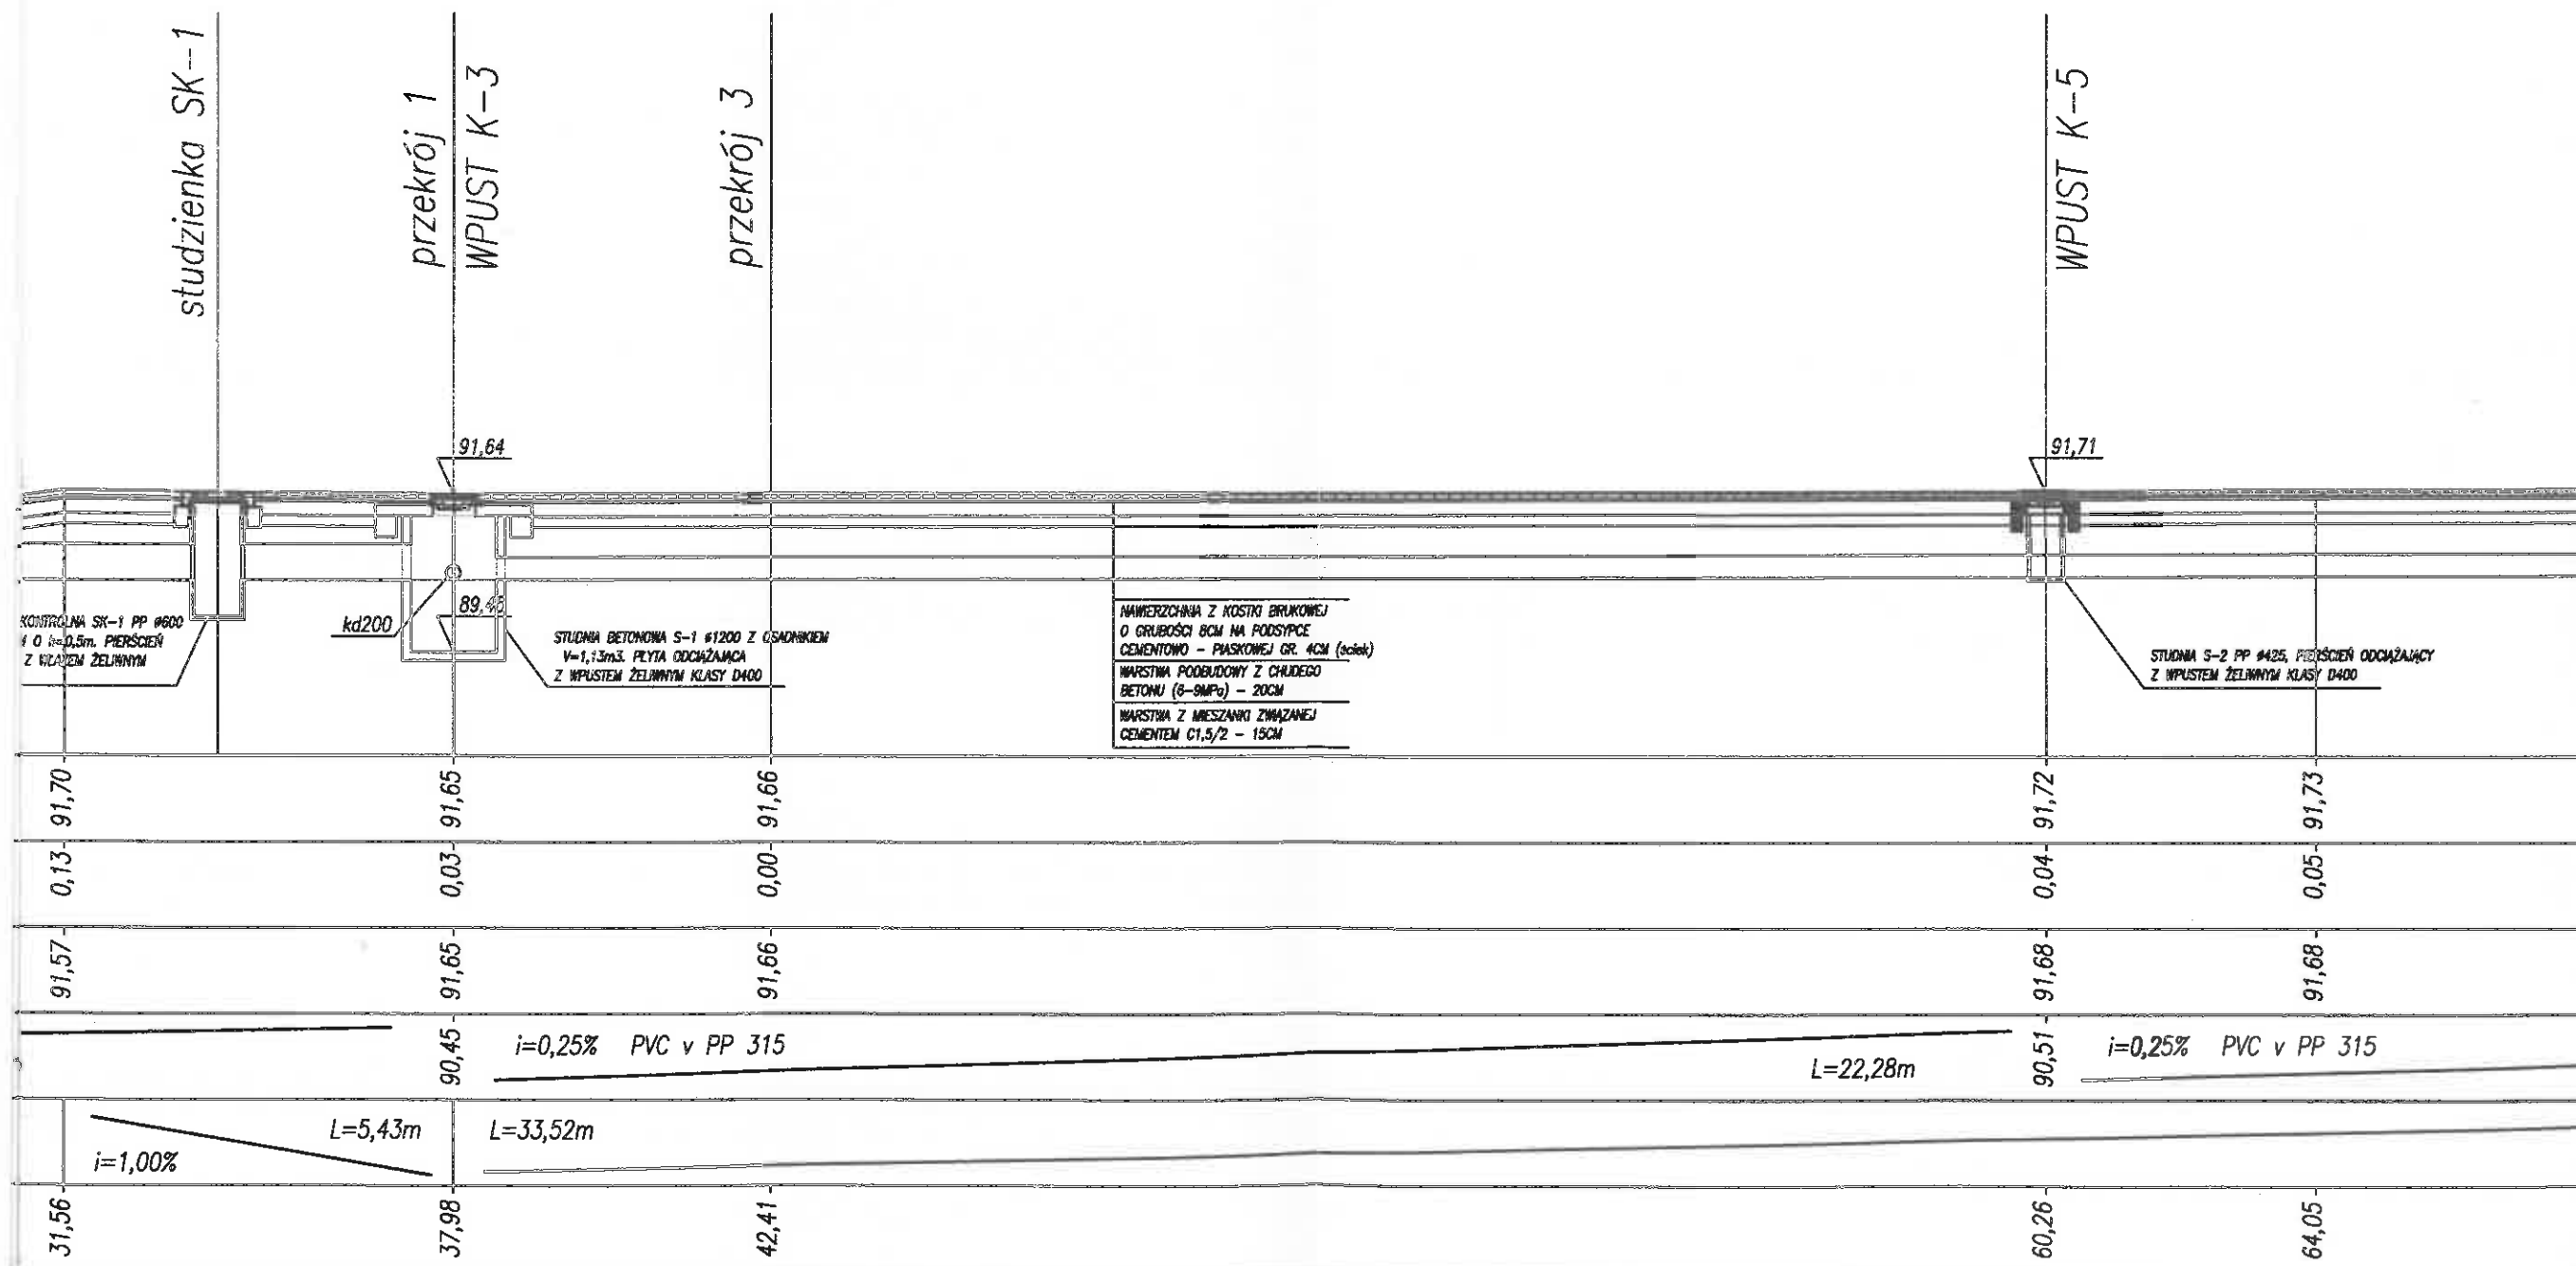 studzienka SK-1
przekrój 1
WPUST K-3
przekrój 3
WPUST K-5
91,64
91,71
KONTROLNA SK-1 PP ø600
O h=0,5m. PIERŚCIEŃ
Z WŁAZEM ŻELIWNYM
kd200
89,45
STUDNIA BETONOWA S-1 ø1200 Z OSADNIKIEM
V=1,13m3. PŁYTA ODCIĄŻAJĄCA
Z WPUSTEM ŻELIWNYM KLASY D400
NAWIERZCHNIA Z KOSTKI BRUKOWEJ
O GRUBOŚCI 8CM NA PODSYPCE
CEMENTOWO - PIASKOWEJ GR. 4CM (ściek)
WARSTWA PODBUDOWY Z CHUDEGO
BETONU (6-9MPa) - 20CM
WARSTWA Z MIESZANKI ZWIĄZANEJ
CEMENTEM C1,5/2 - 15CM
STUDNIA S-2 PP ø425, PIERŚCIEŃ ODCIĄŻAJĄCY
Z WPUSTEM ŻELIWNYM KLASY D400
91,70 91,65 91,66 91,72 91,73
0,13 0,03 0,00 0,04 0,05
91,57 91,65 91,66 91,68 91,68
90,45 i=0,25% PVC v PP 315 L=22,28m 90,51 i=0,25% PVC v PP 315
i=1,00% L=5,43m L=33,52m
31,56 37,98 42,41 60,26 64,05